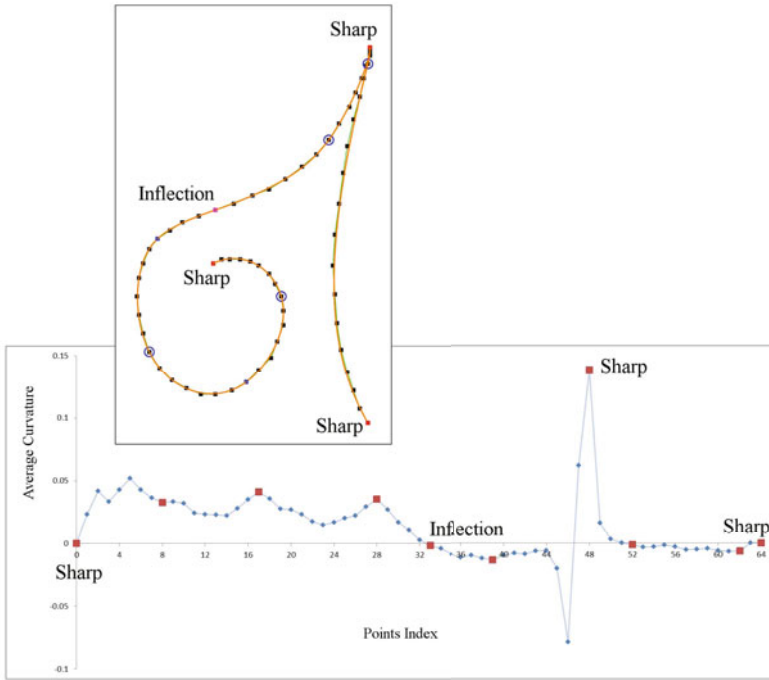 Sharp
Inflection
Sharp
Sharp
0.15
0.1
0.05
0
-0.05
-0.1
Average Curvature
Sharp
Inflection
Sharp
0 4 8 12 16 20 24 28 32 36 40 44 48 52 56 60 64
Sharp
Points Index